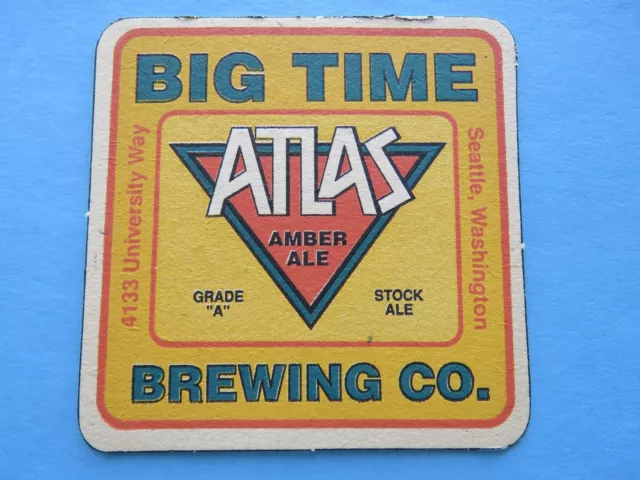 BIG TIME
4133 University Way
ATLAS
AMBER
ALE
GRADE
"A"
STOCK
ALE
Seattle, Washington
BREWING CO.